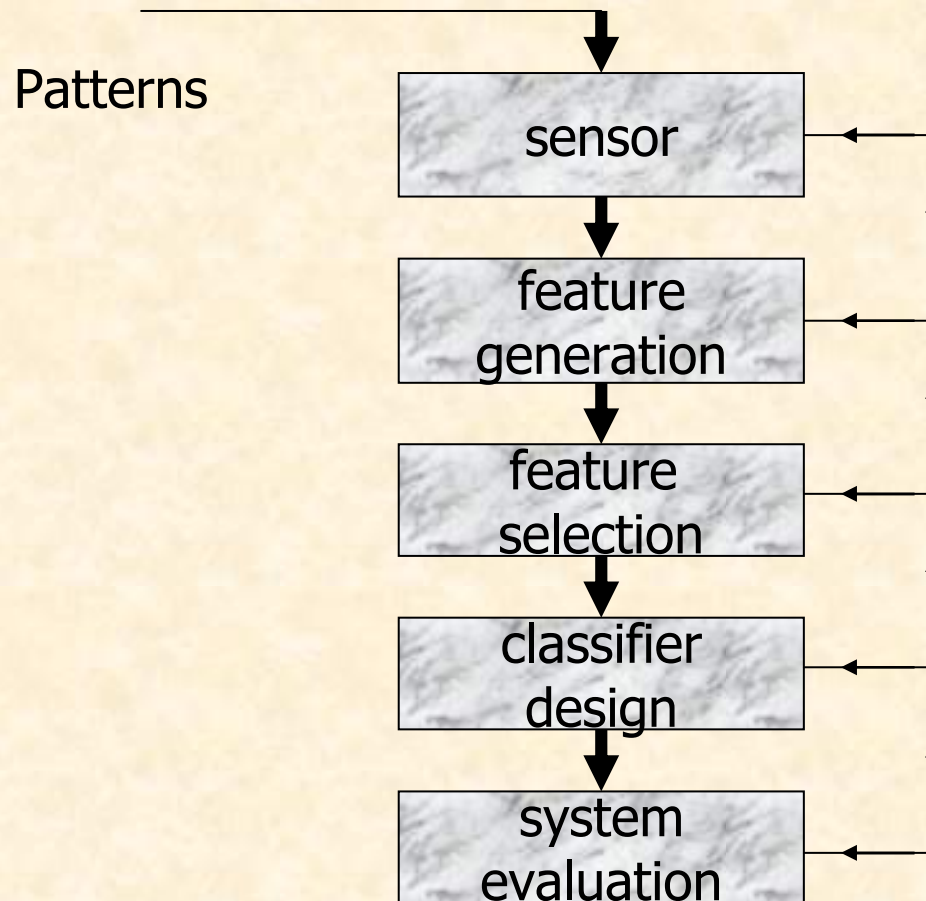 Patterns
sensor
feature
generation
feature
selection
classifier
design
system
evaluation